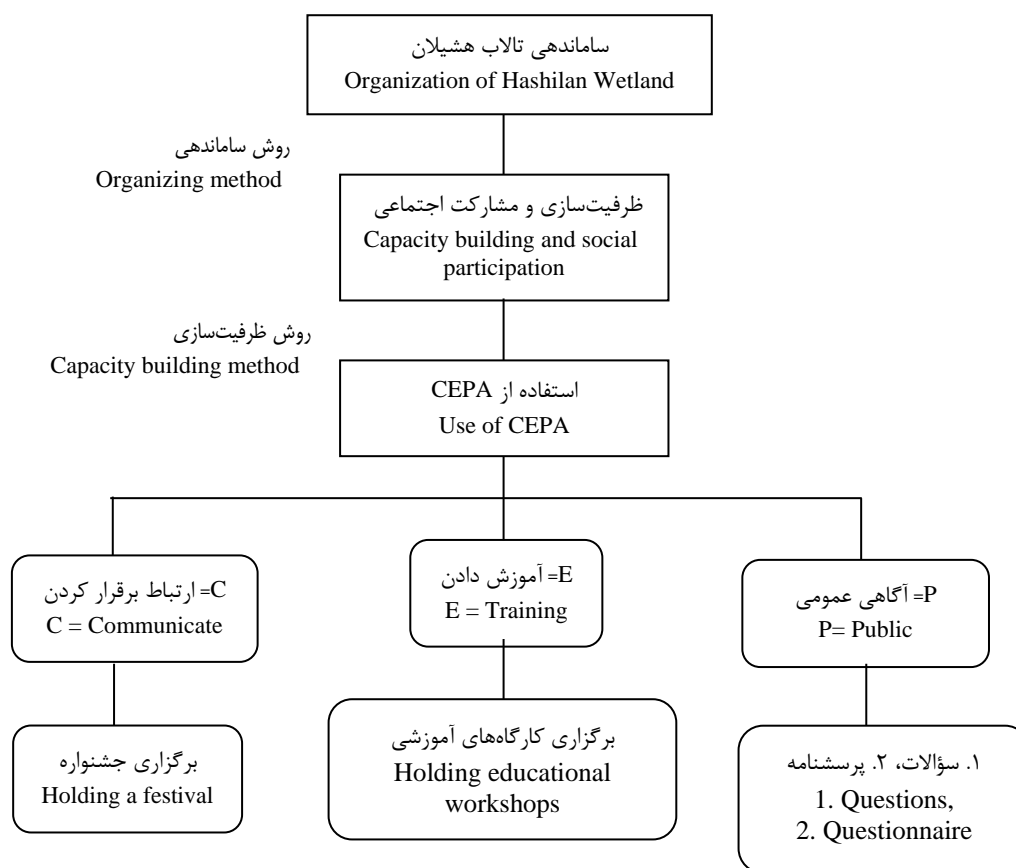 ساماندهی تالاب هشیلان
Organization of Hashilan Wetland
روش ساماندهی
Organizing method
ظرفیت‌سازی و مشارکت اجتماعی
Capacity building and social
participation
روش ظرفیت‌سازی
Capacity building method
استفاده از CEPA
Use of CEPA
C= ارتباط برقرار کردن
C = Communicate
E= آموزش دادن
E = Training
P= آگاهی عمومی
P= Public
برگزاری جشنواره
Holding a festival
برگزاری کارگاه‌های آموزشی
Holding educational
workshops
۱. سؤالات، ۲. پرسشنامه
1. Questions,
2. Questionnaire